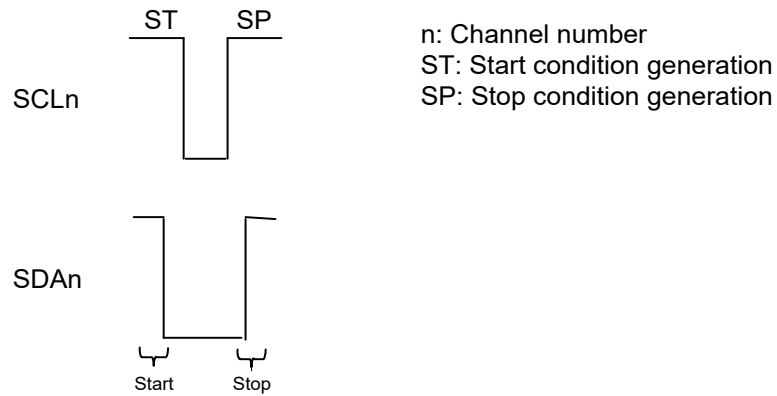 ST SP
n: Channel number
ST: Start condition generation
SP: Stop condition generation
SCLn
SDAn
Start Stop